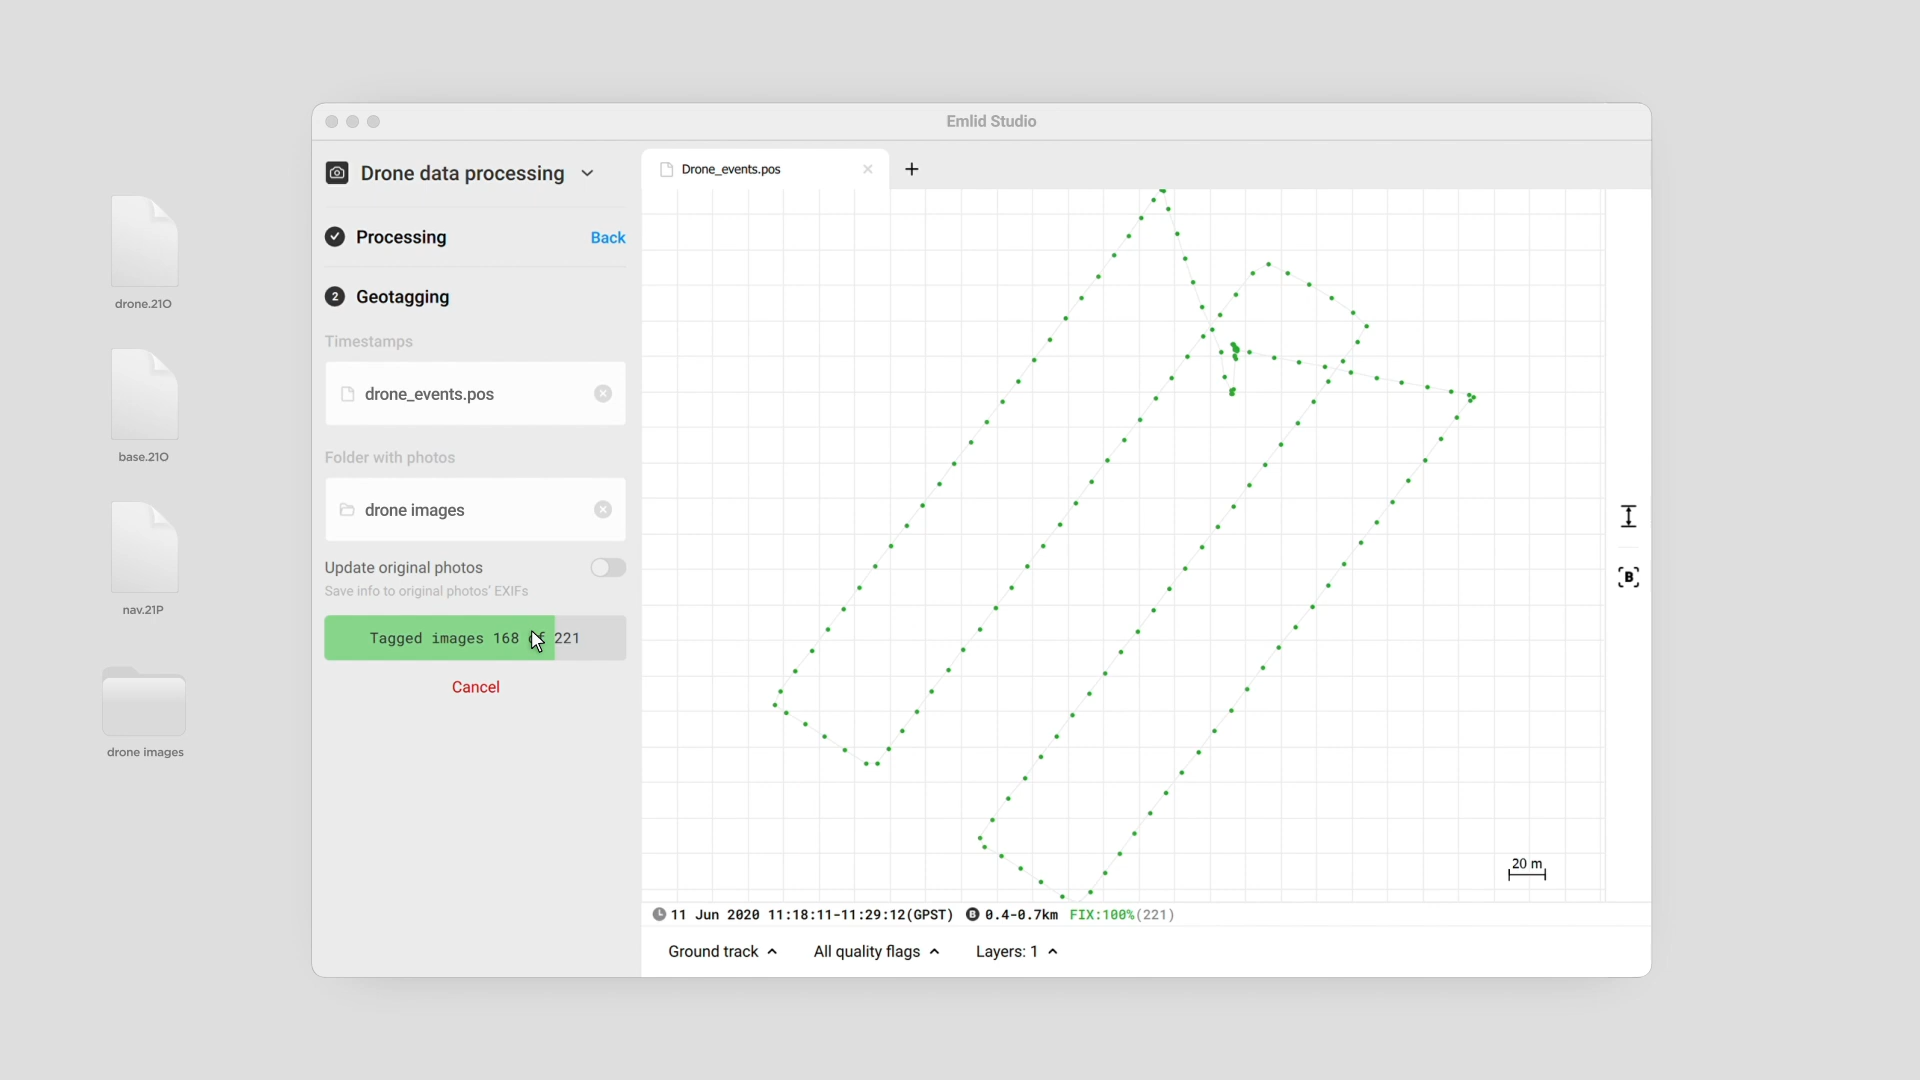 Emlid Studio
drone.21O
base.21O
nav.21P
drone images
Drone data processing
Processing
Back
2
Geotagging
Timestamps
drone_events.pos
Folder with photos
drone images
Update original photos
Save info to original photos' EXIFs
Tagged images 168 of 221
Cancel
Drone_events.pos
B
20 m
11 Jun 2020 11:18:11-11:29:12(GPST) B 0.4-0.7km FIX:100%(221)
Ground track
All quality flags
Layers: 1